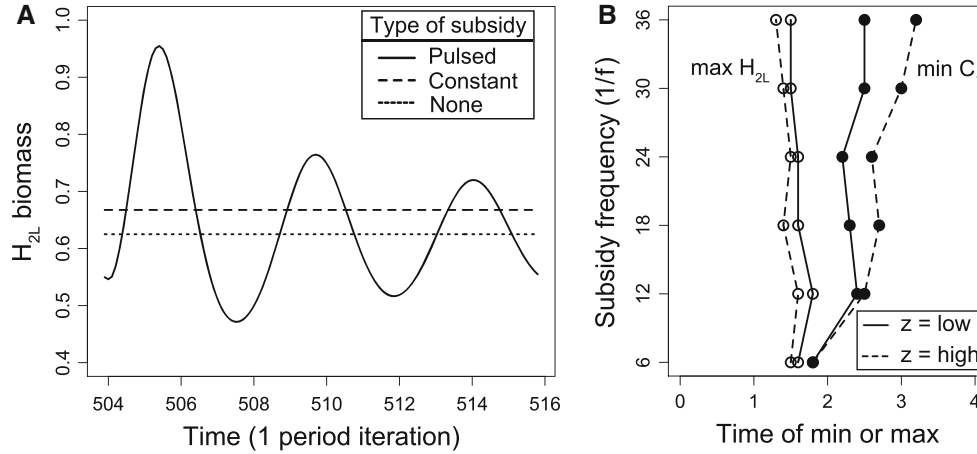 A
H2L biomass
1.0
0.9
0.8
0.7
0.6
0.5
0.4
Type of subsidy
Pulsed
Constant
None
504 506 508 510 512 514 516
Time (1 period iteration)
B
Subsidy frequency (1/f)
36
30
24
18
12
6
max H2L
min C
z = low
z = high
0 1 2 3 4
Time of min or max